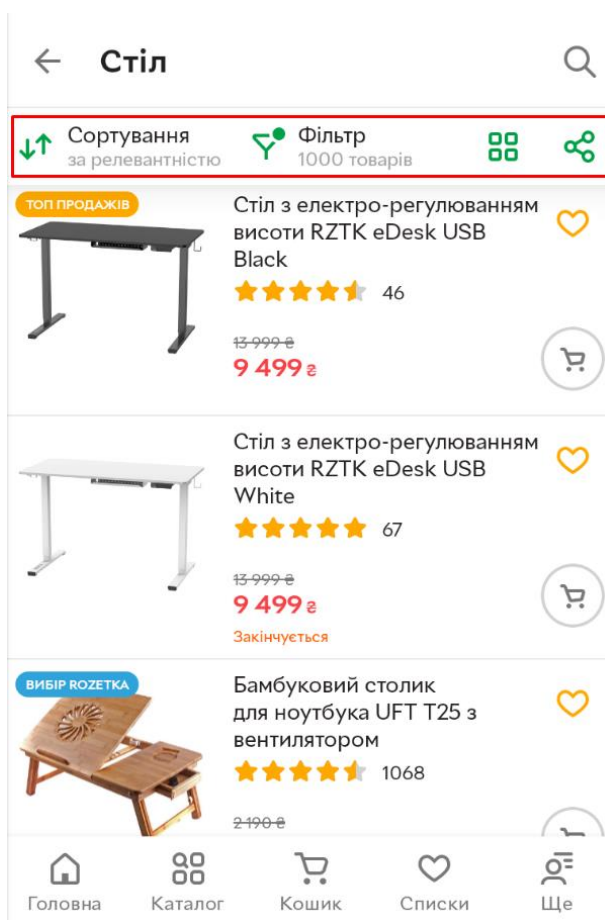 Стіл
Сортування
за релевантністю
Фільтр
1000 товарів
ТОП ПРОДАЖІВ
Стіл з електро-регулюванням
висоти RZTK eDesk USB
Black
46
13 999 ₴
9 499 ₴
Стіл з електро-регулюванням
висоти RZTK eDesk USB
White
67
13 999 ₴
9 499 ₴
Закінчується
ВИБІР ROZETKA
Бамбуковий столик
для ноутбука UFT T25 з
вентилятором
1068
2 190 ₴
Головна
Каталог
Кошик
Списки
Ще